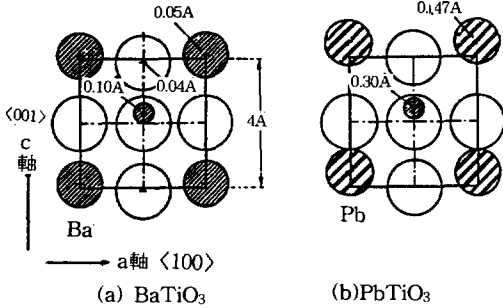 0.05A
0.10A
0.04A
⟨001⟩
c
軸
4A
Ba
a軸 ⟨100⟩
(a) BaTiO₃
0.47A
0.30A
Pb
(b)PbTiO₃